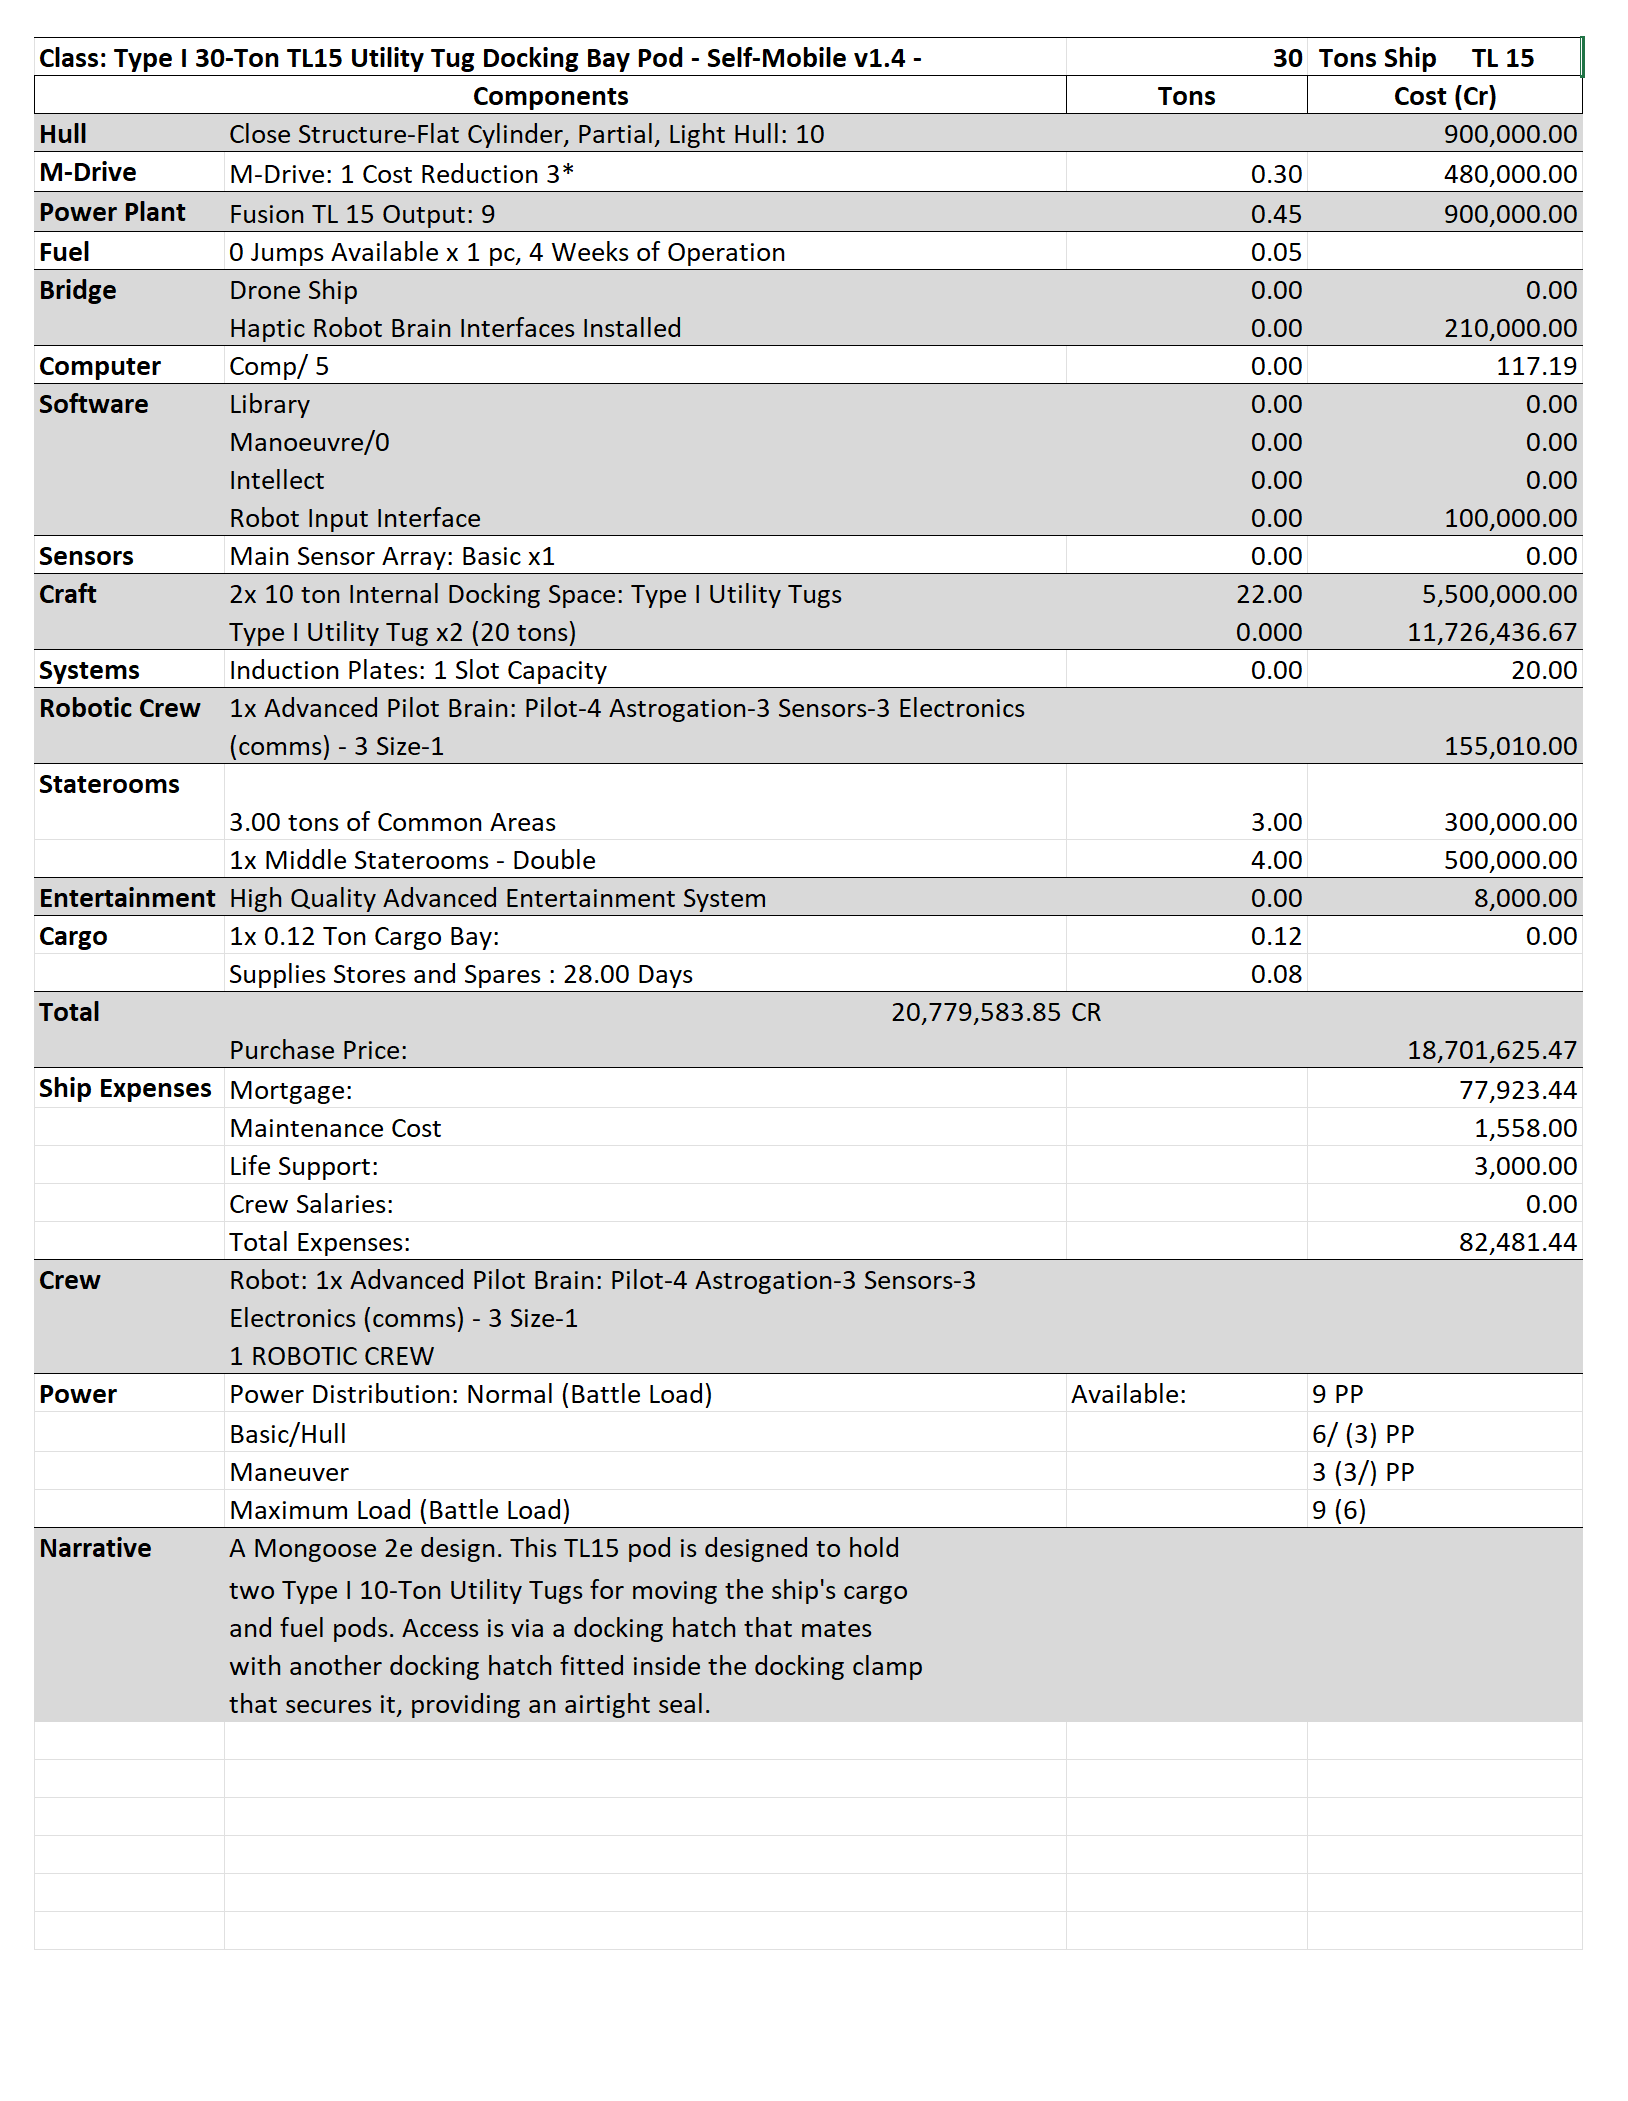 Class: Type I 30-Ton TL15 Utility Tug Docking Bay Pod - Self-Mobile v1.4 - 30 Tons Ship TL 15
Components Tons Cost (Cr)
Hull Close Structure-Flat Cylinder, Partial, Light Hull: 10 900,000.00
M-Drive M-Drive: 1 Cost Reduction 3* 0.30 480,000.00
Power Plant Fusion TL 15 Output: 9 0.45 900,000.00
Fuel 0 Jumps Available x 1 pc, 4 Weeks of Operation 0.05
Bridge Drone Ship 0.00 0.00
Haptic Robot Brain Interfaces Installed 0.00 210,000.00
Computer Comp/ 5 0.00 117.19
Software Library 0.00 0.00
Manoeuvre/0 0.00 0.00
Intellect 0.00 0.00
Robot Input Interface 0.00 100,000.00
Sensors Main Sensor Array: Basic x1 0.00 0.00
Craft 2x 10 ton Internal Docking Space: Type I Utility Tugs 22.00 5,500,000.00
Type I Utility Tug x2 (20 tons) 0.000 11,726,436.67
Systems Induction Plates: 1 Slot Capacity 0.00 20.00
Robotic Crew 1x Advanced Pilot Brain: Pilot-4 Astrogation-3 Sensors-3 Electronics
(comms) - 3 Size-1 155,010.00
Staterooms
3.00 tons of Common Areas 3.00 300,000.00
1x Middle Staterooms - Double 4.00 500,000.00
Entertainment High Quality Advanced Entertainment System 0.00 8,000.00
Cargo 1x 0.12 Ton Cargo Bay: 0.12 0.00
Supplies Stores and Spares : 28.00 Days 0.08
Total 20,779,583.85 CR
Purchase Price: 18,701,625.47
Ship Expenses Mortgage: 77,923.44
Maintenance Cost 1,558.00
Life Support: 3,000.00
Crew Salaries: 0.00
Total Expenses: 82,481.44
Crew Robot: 1x Advanced Pilot Brain: Pilot-4 Astrogation-3 Sensors-3
Electronics (comms) - 3 Size-1
1 ROBOTIC CREW
Power Power Distribution: Normal (Battle Load) Available: 9 PP
Basic/Hull 6/ (3) PP
Maneuver 3 (3/) PP
Maximum Load (Battle Load) 9 (6)
Narrative A Mongoose 2e design. This TL15 pod is designed to hold
two Type I 10-Ton Utility Tugs for moving the ship's cargo
and fuel pods. Access is via a docking hatch that mates
with another docking hatch fitted inside the docking clamp
that secures it, providing an airtight seal.